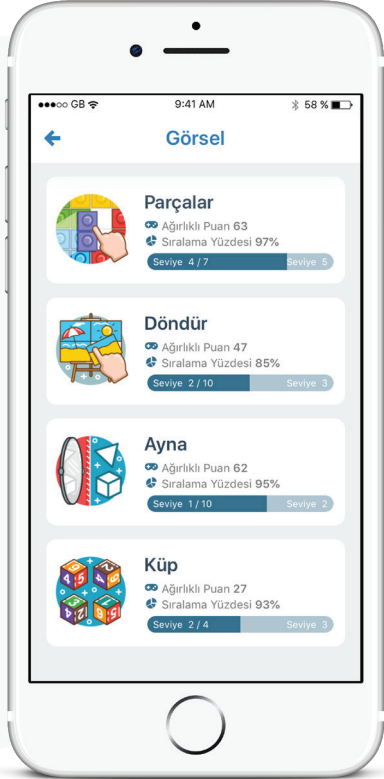 GB 9:41 AM 58 %
Görsel
Parçalar
Ağırlıklı Puan 63
Sıralama Yüzdesi 97%
Seviye 4 / 7 Seviye 5
Döndür
Ağırlıklı Puan 47
Sıralama Yüzdesi 85%
Seviye 2 / 10 Seviye 3
Ayna
Ağırlıklı Puan 62
Sıralama Yüzdesi 95%
Seviye 1 / 10 Seviye 2
Küp
Ağırlıklı Puan 27
Sıralama Yüzdesi 93%
Seviye 2 / 4 Seviye 3